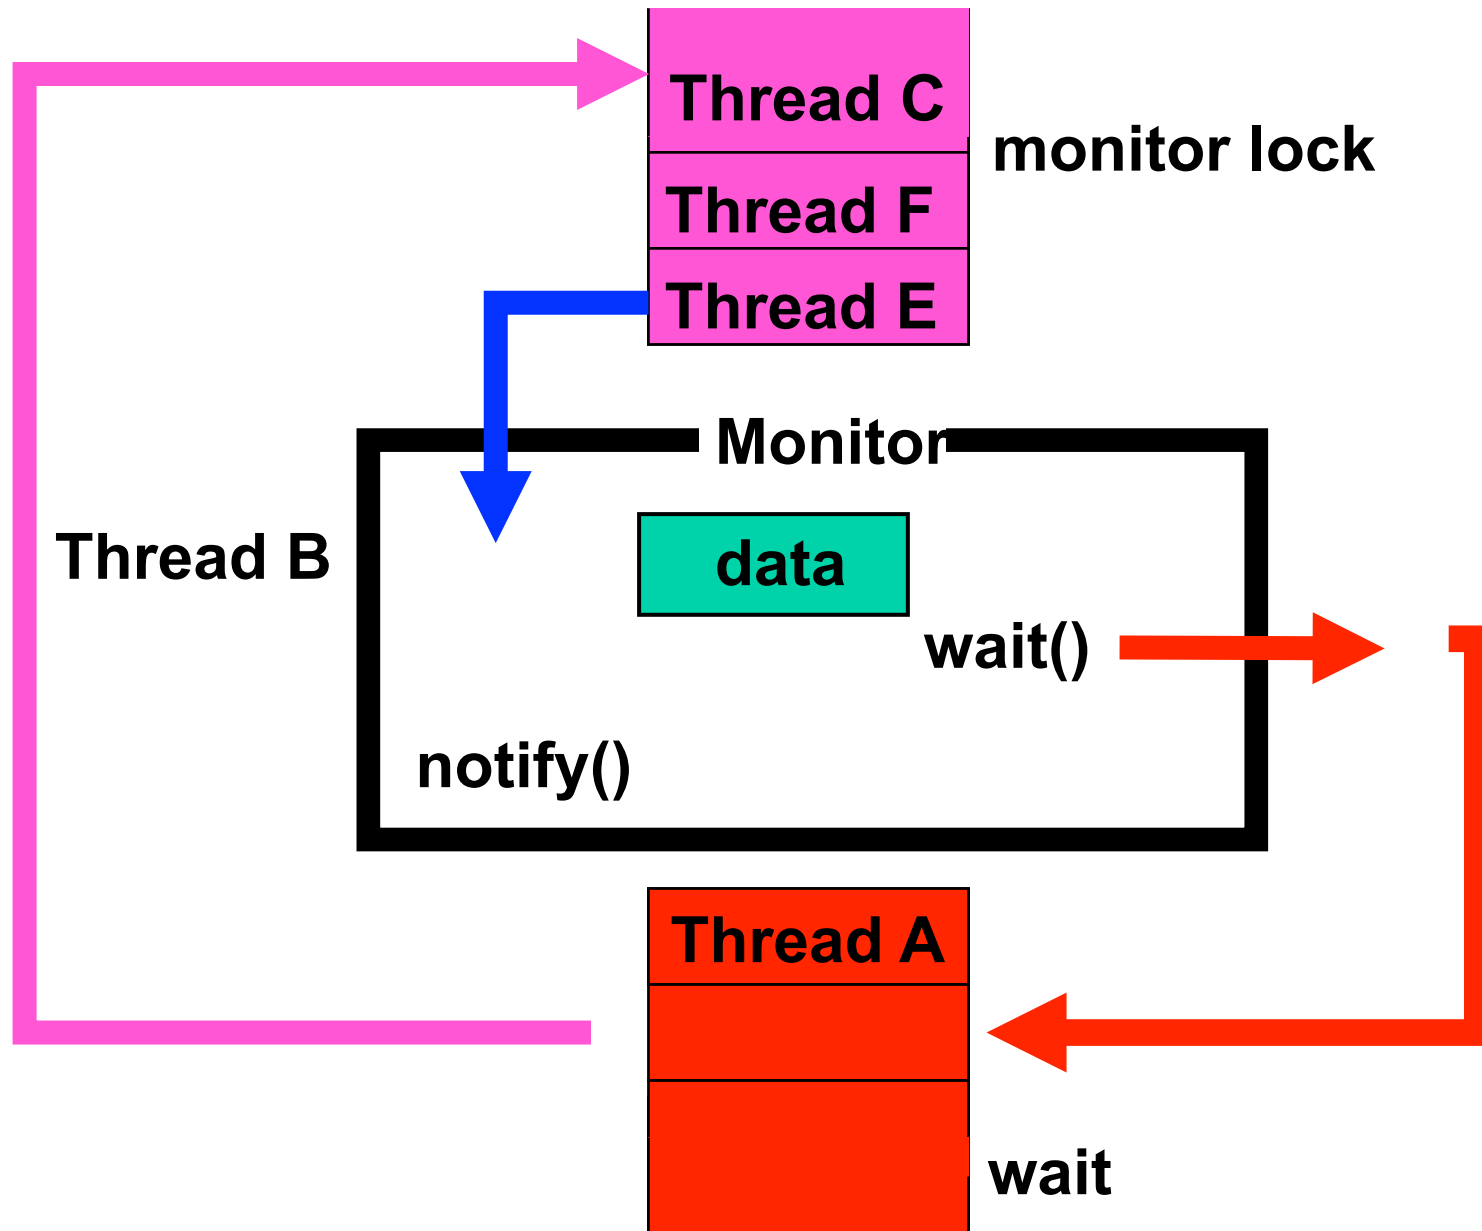 Thread C
monitor lock
Thread F
Thread E
Monitor
Thread B
data
wait()
notify()
Thread A
wait